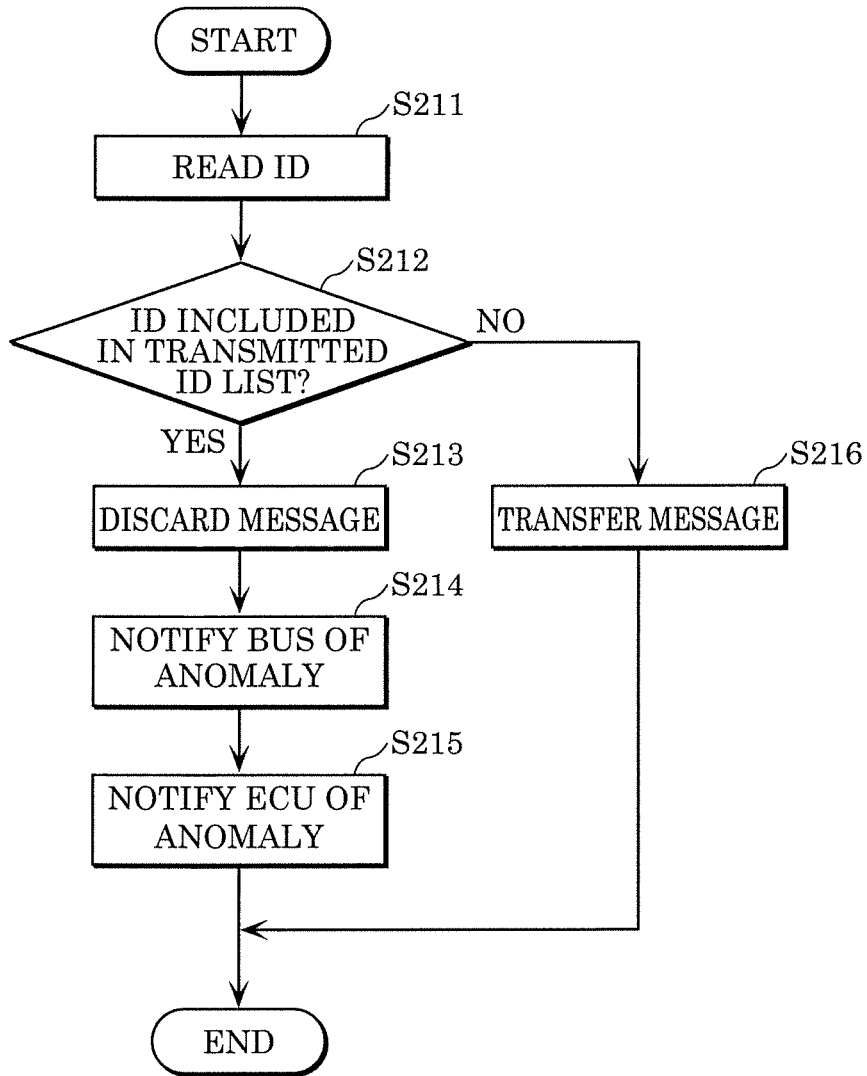 START
S211
READ ID
S212
ID INCLUDED
IN TRANSMITTED
ID LIST?
NO
YES
S213
DISCARD MESSAGE
S216
TRANSFER MESSAGE
S214
NOTIFY BUS OF
ANOMALY
S215
NOTIFY ECU OF
ANOMALY
END